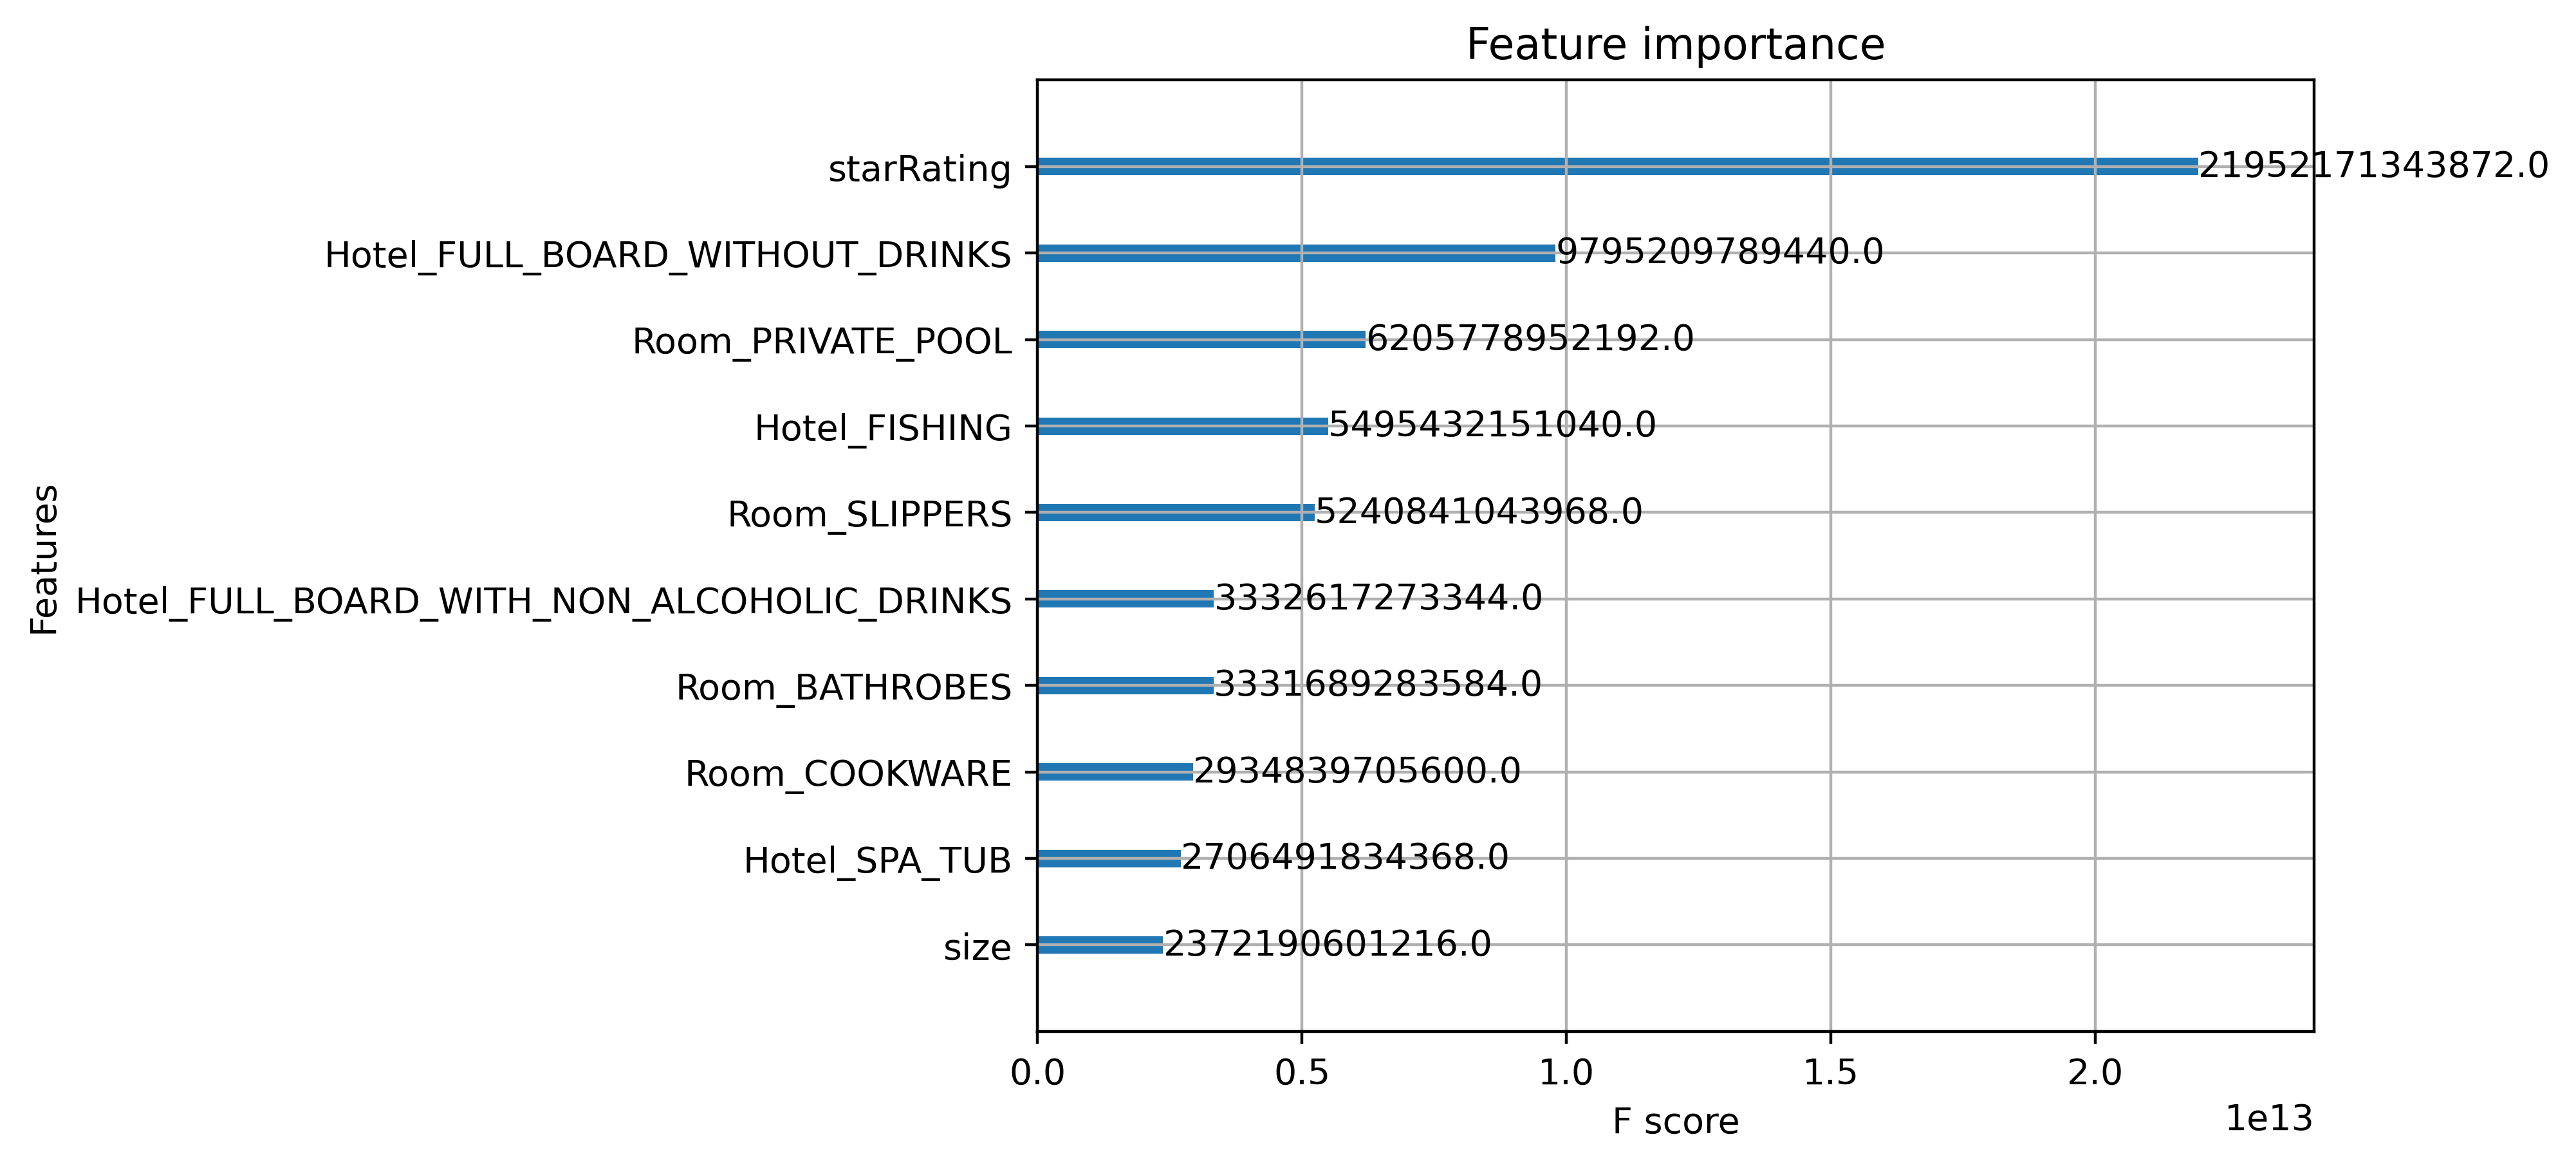 Feature importance
starRating 21952171343872.0
Hotel_FULL_BOARD_WITHOUT_DRINKS 9795209789440.0
Room_PRIVATE_POOL 6205778952192.0
Hotel_FISHING 5495432151040.0
Room_SLIPPERS 5240841043968.0
Hotel_FULL_BOARD_WITH_NON_ALCOHOLIC_DRINKS 3332617273344.0
Room_BATHROBES 3331689283584.0
Room_COOKWARE 2934839705600.0
Hotel_SPA_TUB 2706491834368.0
size 2372190601216.0
Features
0.0 0.5 1.0 1.5 2.0
F score
1e13